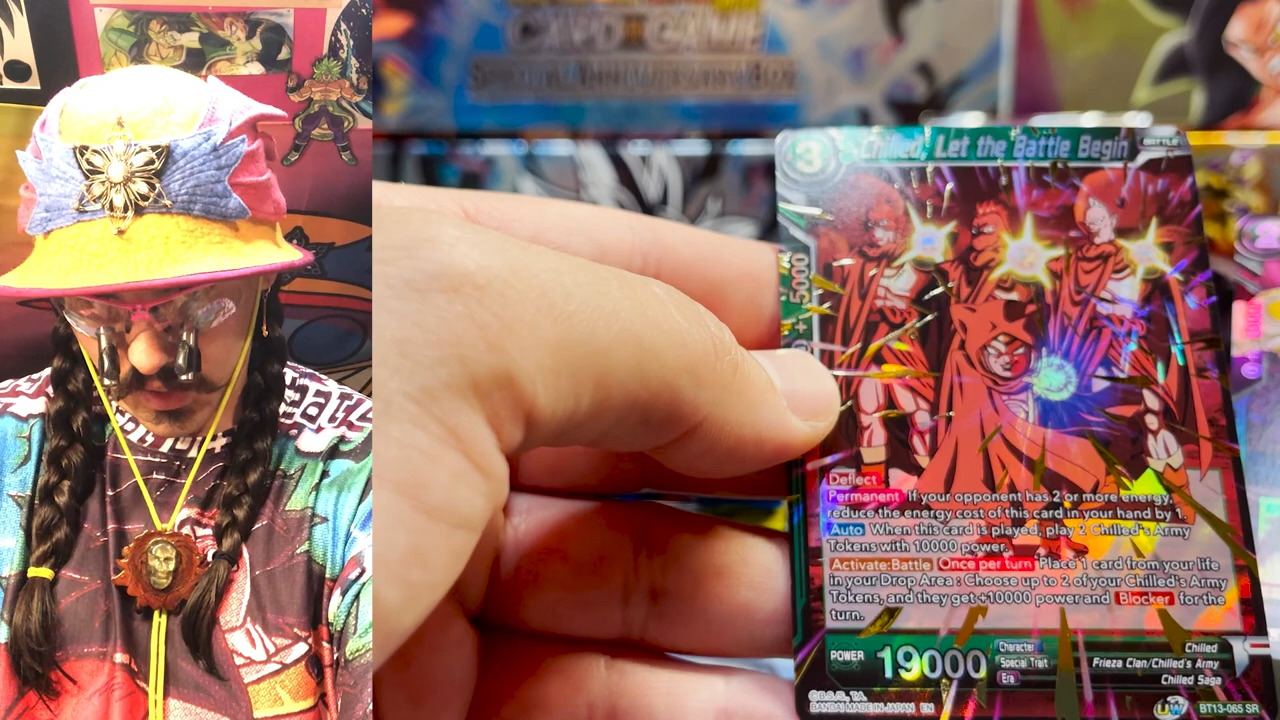 CARD GAME
Special Anniversary Box
3
Chilled, Let the Battle Begin
BATTLE
+5000
Deflect
Permanent If your opponent has 2 or more energy,
reduce the energy cost of this card in your hand by 1.
Auto When this card is played, play 2 Chilled's Army
Tokens with 10000 power.
Activate:Battle Once per turn Place 1 card from your life
in your Drop Area : Choose up to 2 of your Chilled's Army
Tokens, and they get +10000 power and Blocker for the
turn.
POWER 19000
Character Chilled
Special Trait Frieza Clan/Chilled's Army
Era Chilled Saga
©B.S./S., T.A.
BANDAI MADE IN JAPAN EN
UW BT13-065 SR